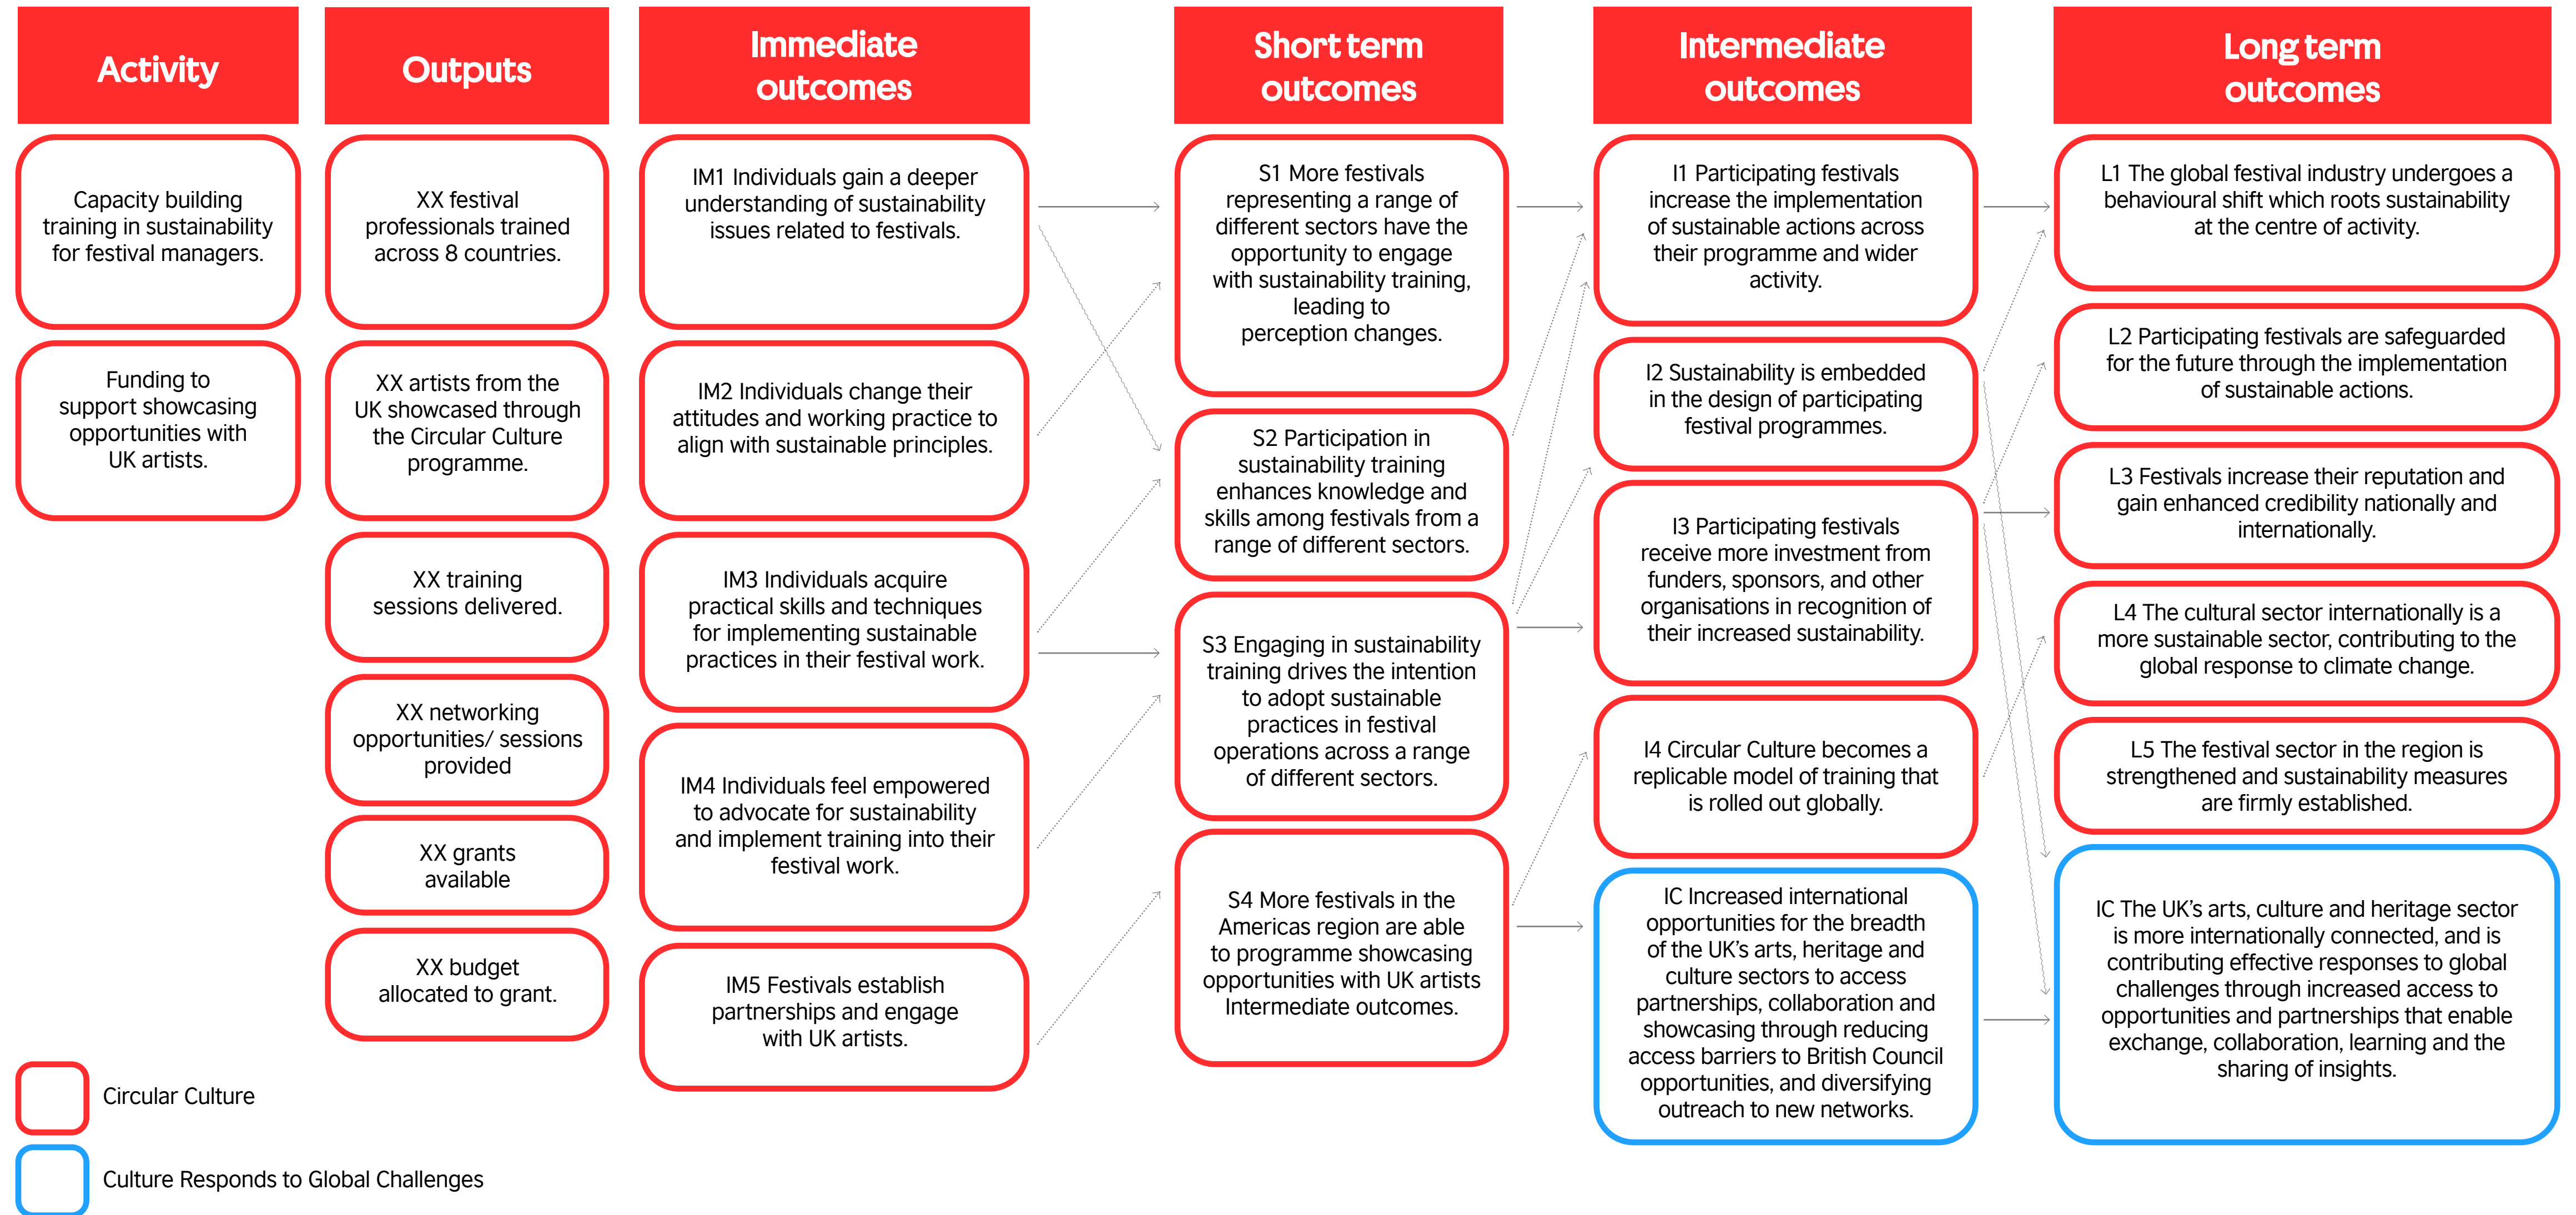 Activity
Capacity building
training in sustainability
for festival managers.
Funding to
support showcasing
opportunities with
UK artists.
Outputs
XX festival
professionals trained
across 8 countries.
XX artists from the
UK showcased through
the Circular Culture
programme.
XX training
sessions delivered.
XX networking
opportunities/ sessions
provided
XX grants
available
XX budget
allocated to grant.
Immediate
outcomes
IM1 Individuals gain a deeper
understanding of sustainability
issues related to festivals.
IM2 Individuals change their
attitudes and working practice to
align with sustainable principles.
IM3 Individuals acquire
practical skills and techniques
for implementing sustainable
practices in their festival work.
IM4 Individuals feel empowered
to advocate for sustainability
and implement training into their
festival work.
IM5 Festivals establish
partnerships and engage
with UK artists.
Short term
outcomes
S1 More festivals
representing a range of
different sectors have the
opportunity to engage
with sustainability training,
leading to
perception changes.
S2 Participation in
sustainability training
enhances knowledge and
skills among festivals from a
range of different sectors.
S3 Engaging in sustainability
training drives the intention
to adopt sustainable
practices in festival
operations across a range
of different sectors.
S4 More festivals in the
Americas region are able
to programme showcasing
opportunities with UK artists
Intermediate outcomes.
Intermediate
outcomes
I1 Participating festivals
increase the implementation
of sustainable actions across
their programme and wider
activity.
I2 Sustainability is embedded
in the design of participating
festival programmes.
I3 Participating festivals
receive more investment from
funders, sponsors, and other
organisations in recognition of
their increased sustainability.
I4 Circular Culture becomes a
replicable model of training that
is rolled out globally.
IC Increased international
opportunities for the breadth
of the UK’s arts, heritage and
culture sectors to access
partnerships, collaboration and
showcasing through reducing
access barriers to British Council
opportunities, and diversifying
outreach to new networks.
Long term
outcomes
L1 The global festival industry undergoes a
behavioural shift which roots sustainability
at the centre of activity.
L2 Participating festivals are safeguarded
for the future through the implementation
of sustainable actions.
L3 Festivals increase their reputation and
gain enhanced credibility nationally and
internationally.
L4 The cultural sector internationally is a
more sustainable sector, contributing to the
global response to climate change.
L5 The festival sector in the region is
strengthened and sustainability measures
are firmly established.
IC The UK’s arts, culture and heritage sector
is more internationally connected, and is
contributing effective responses to global
challenges through increased access to
opportunities and partnerships that enable
exchange, collaboration, learning and the
sharing of insights.
Circular Culture
Culture Responds to Global Challenges